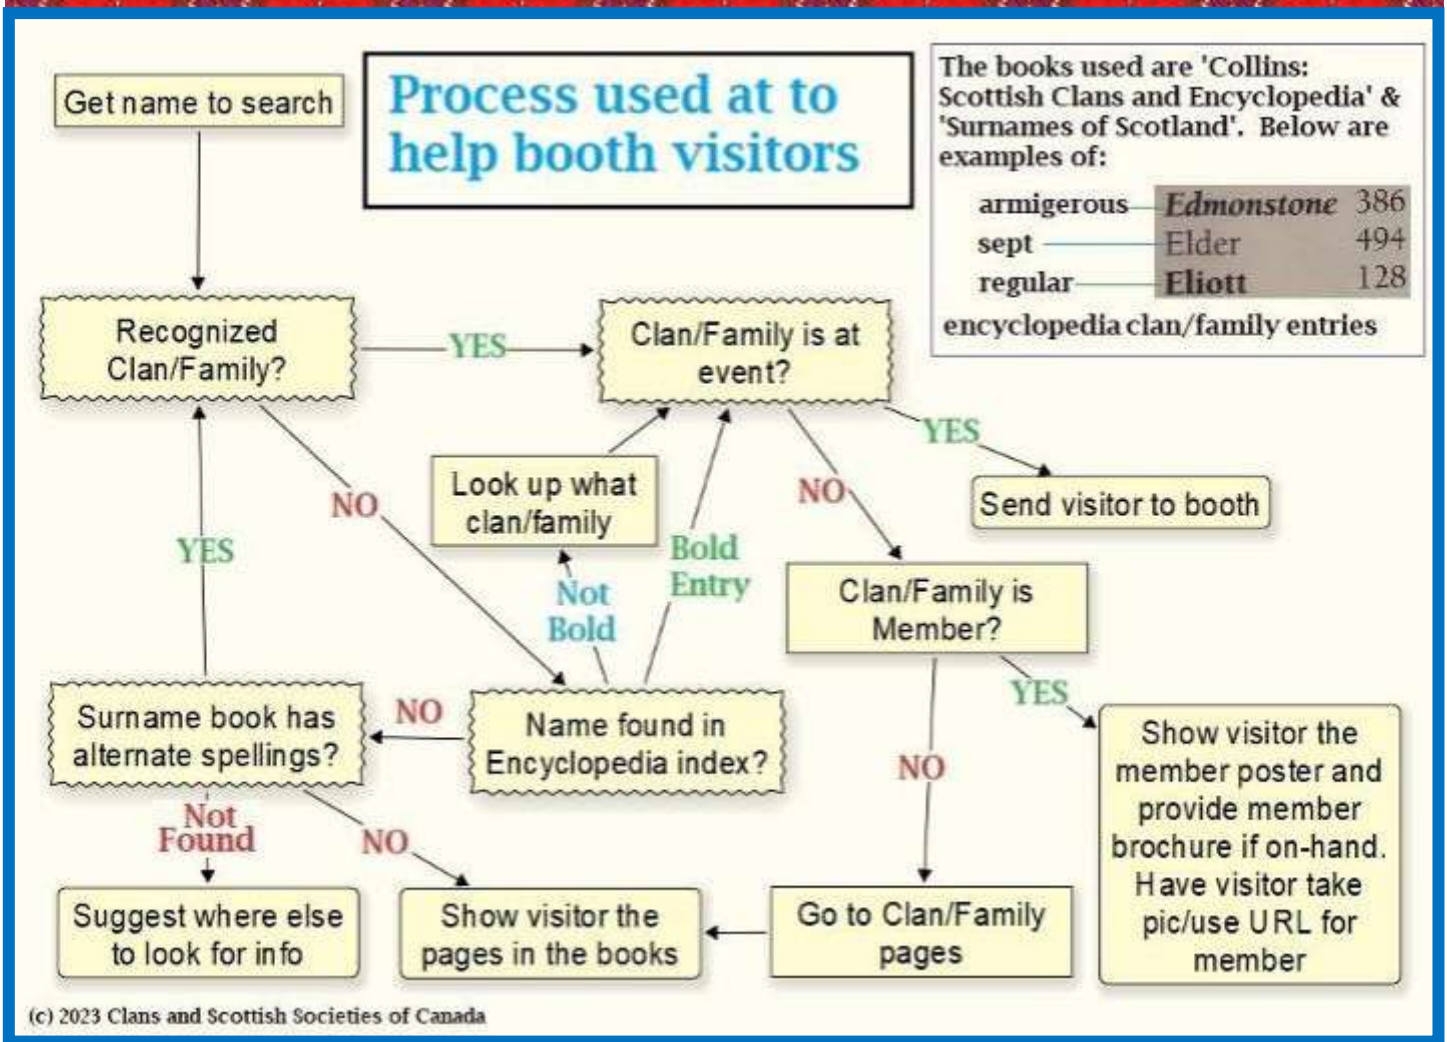 Process used at to
help booth visitors
The books used are 'Collins:
Scottish Clans and Encyclopedia' &
'Surnames of Scotland'. Below are
examples of:
armigerous Edmonstone 386
sept Elder 494
regular Eliott 128
encyclopedia clan/family entries
Get name to search
Recognized
Clan/Family?
YES
Clan/Family is at
event?
YES
Send visitor to booth
NO
Look up what
clan/family
NO
YES
Bold
Entry
Not
Bold
Clan/Family is
Member?
YES
NO
Surname book has
alternate spellings?
NO
Name found in
Encyclopedia index?
Show visitor the
member poster and
provide member
brochure if on-hand.
Have visitor take
pic/use URL for
member
Not
Found
NO
Suggest where else
to look for info
Show visitor the
pages in the books
Go to Clan/Family
pages
(c) 2023 Clans and Scottish Societies of Canada